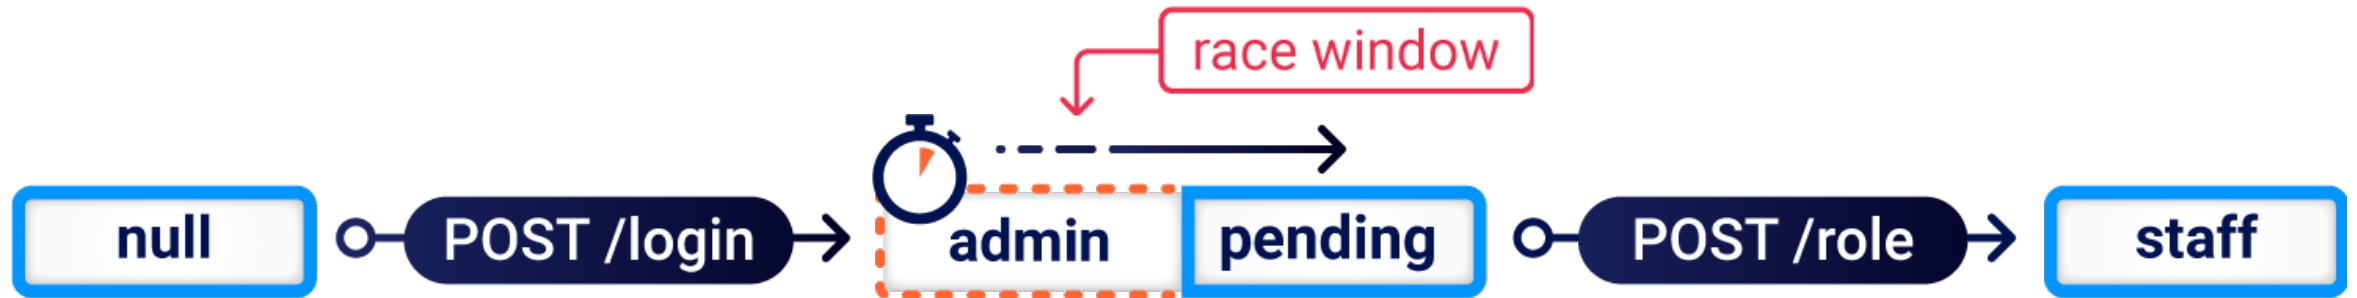 race window
null
POST /login
admin
pending
POST /role
staff